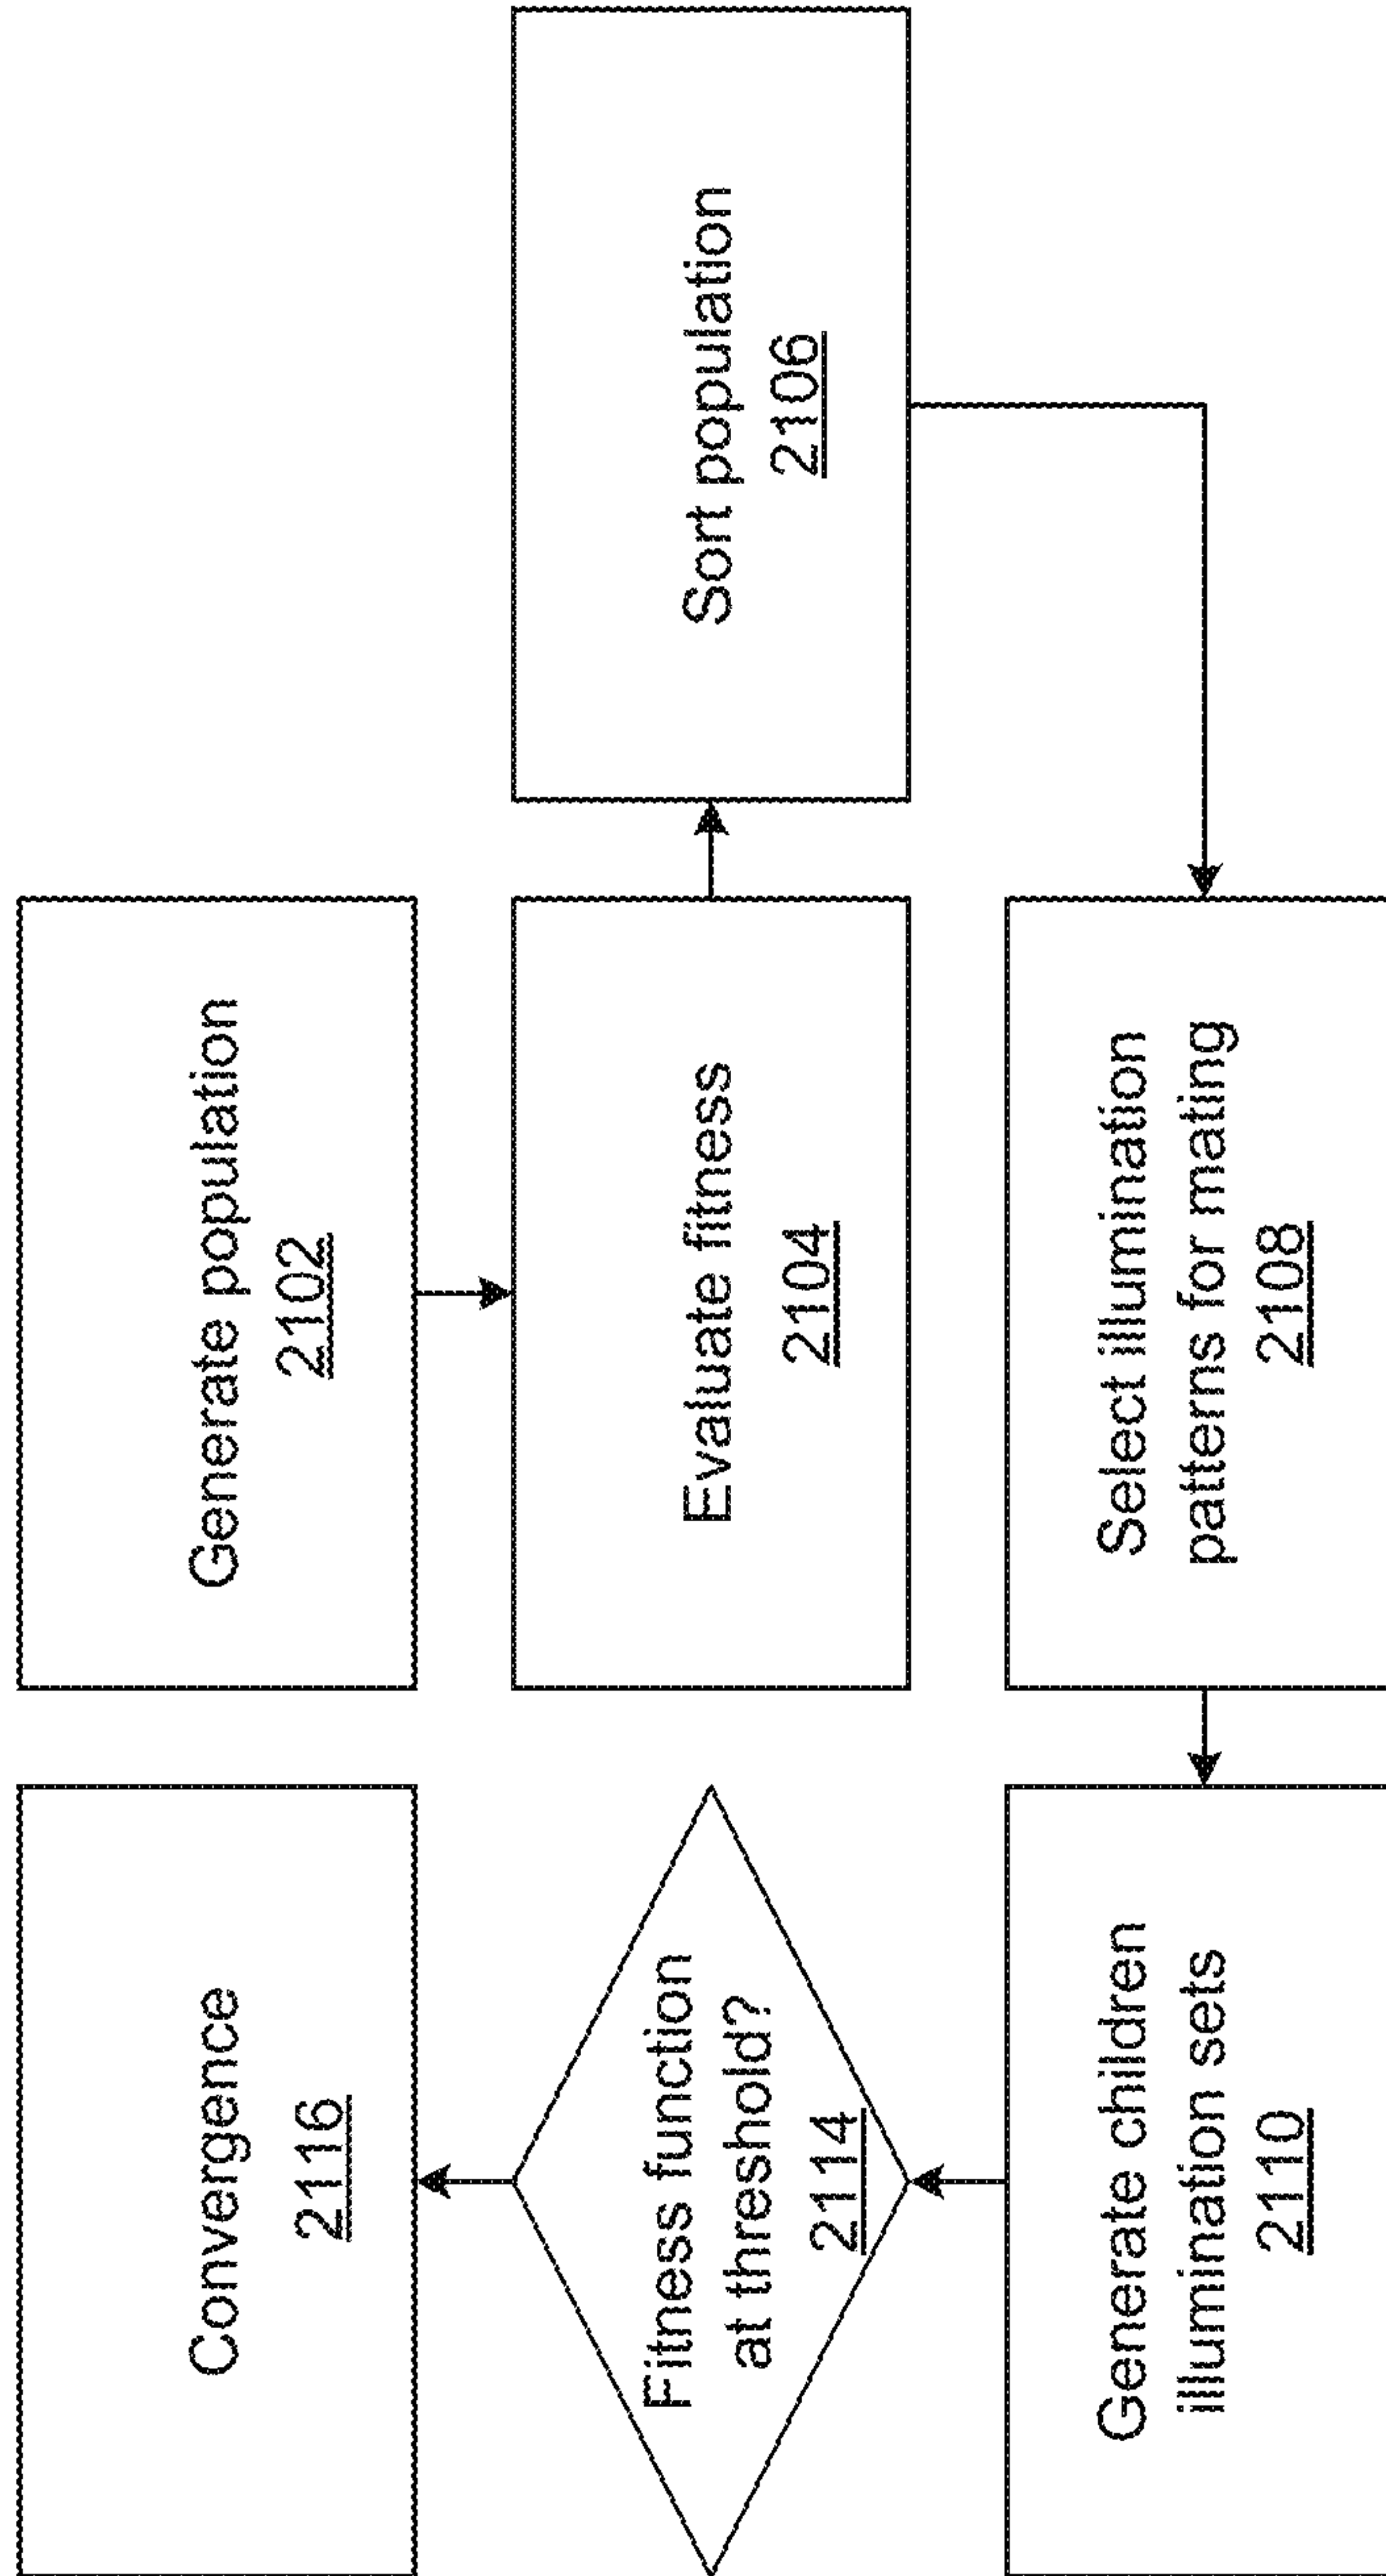 Generate population
2102
Evaluate fitness
2104
Sort population
2106
Select illumination
patterns for mating
2108
Generate children
illumination sets
2110
Fitness function
at threshold?
2114
Convergence
2116